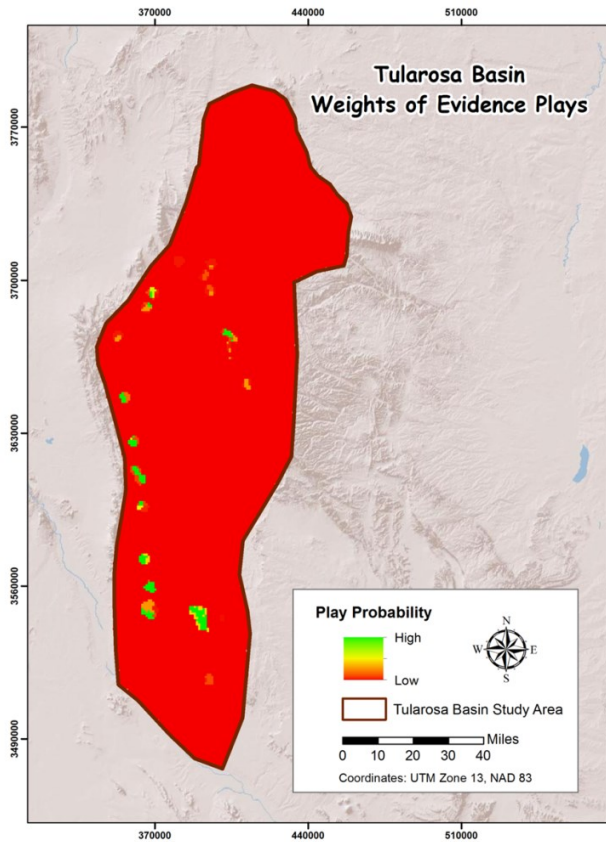 370000
440000
510000
Tularosa Basin
Weights of Evidence Plays
3770000
3700000
3630000
3560000
3490000
Play Probability
High
Low
N
W
E
S
Tularosa Basin Study Area
Miles
0 10 20 30 40
Coordinates: UTM Zone 13, NAD 83
370000
440000
510000